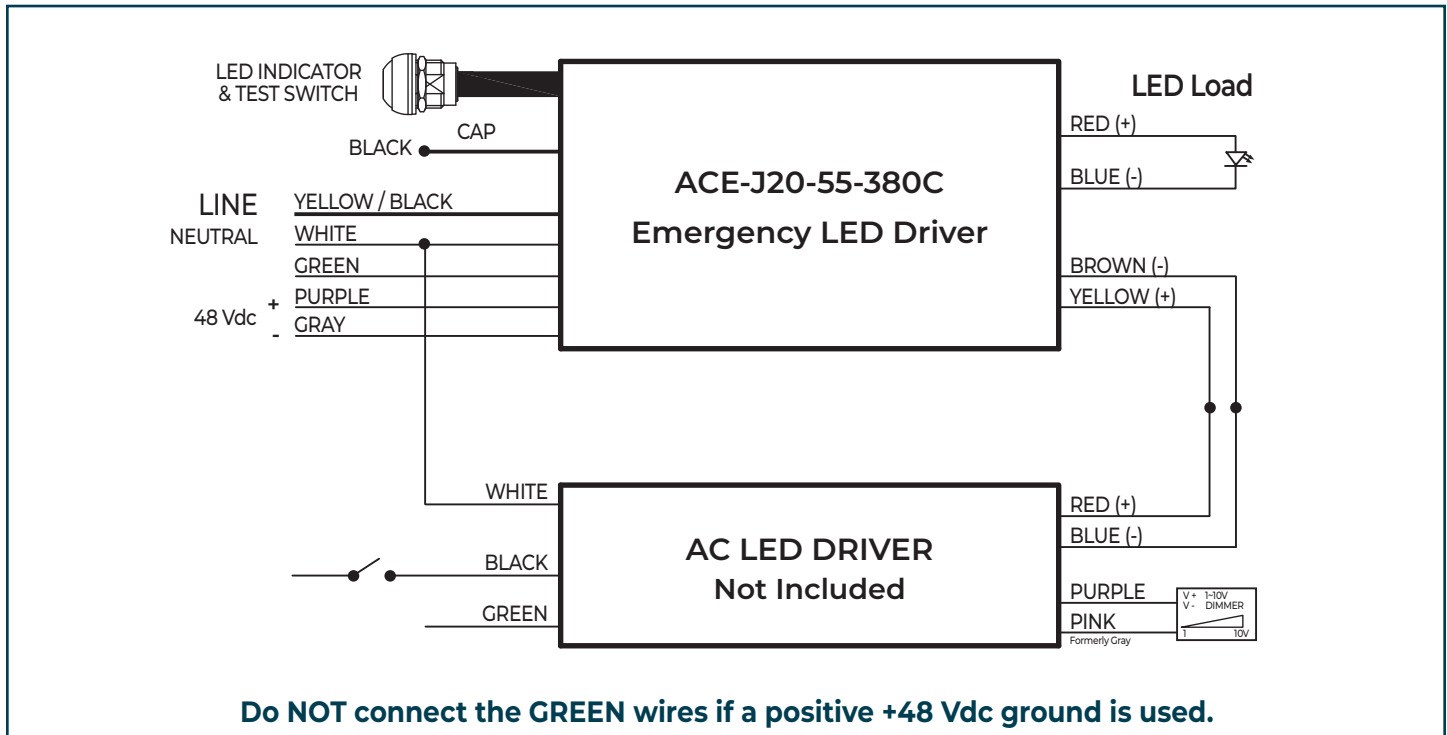 LED INDICATOR
& TEST SWITCH
CAP
BLACK
LINE
YELLOW / BLACK
NEUTRAL
WHITE
GREEN
48 Vdc
+
PURPLE
-
GRAY
ACE-J20-55-380C
Emergency LED Driver
LED Load
RED (+)
BLUE (-)
BROWN (-)
YELLOW (+)
WHITE
BLACK
GREEN
AC LED DRIVER
Not Included
RED (+)
BLUE (-)
PURPLE
PINK
Formerly Gray
V + 1~10V
V - DIMMER
1 10V
Do NOT connect the GREEN wires if a positive +48 Vdc ground is used.